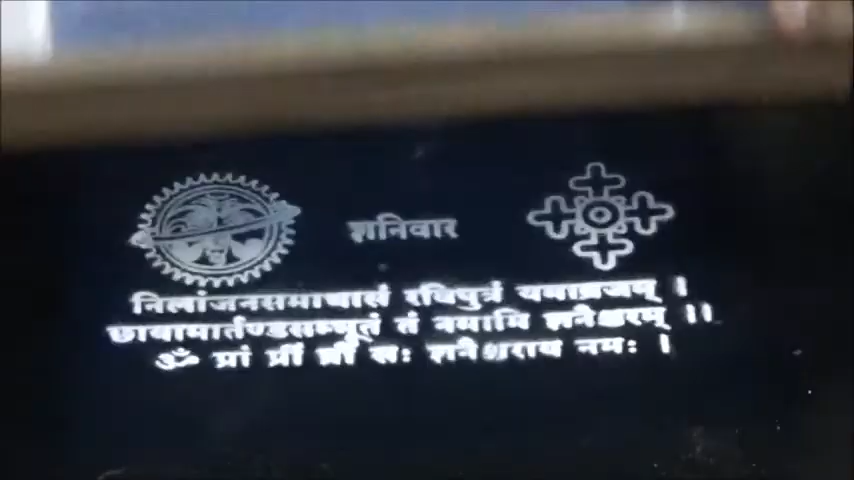 शनिवार
निलांजनसमाभासं रविपुत्रं यमाग्रजम् ।
छायामार्तण्डसम्भूतं तं नमामि शनैश्चरम् ।।
ॐ प्रां प्रीं प्रौं सः शनैश्चराय नमः ।